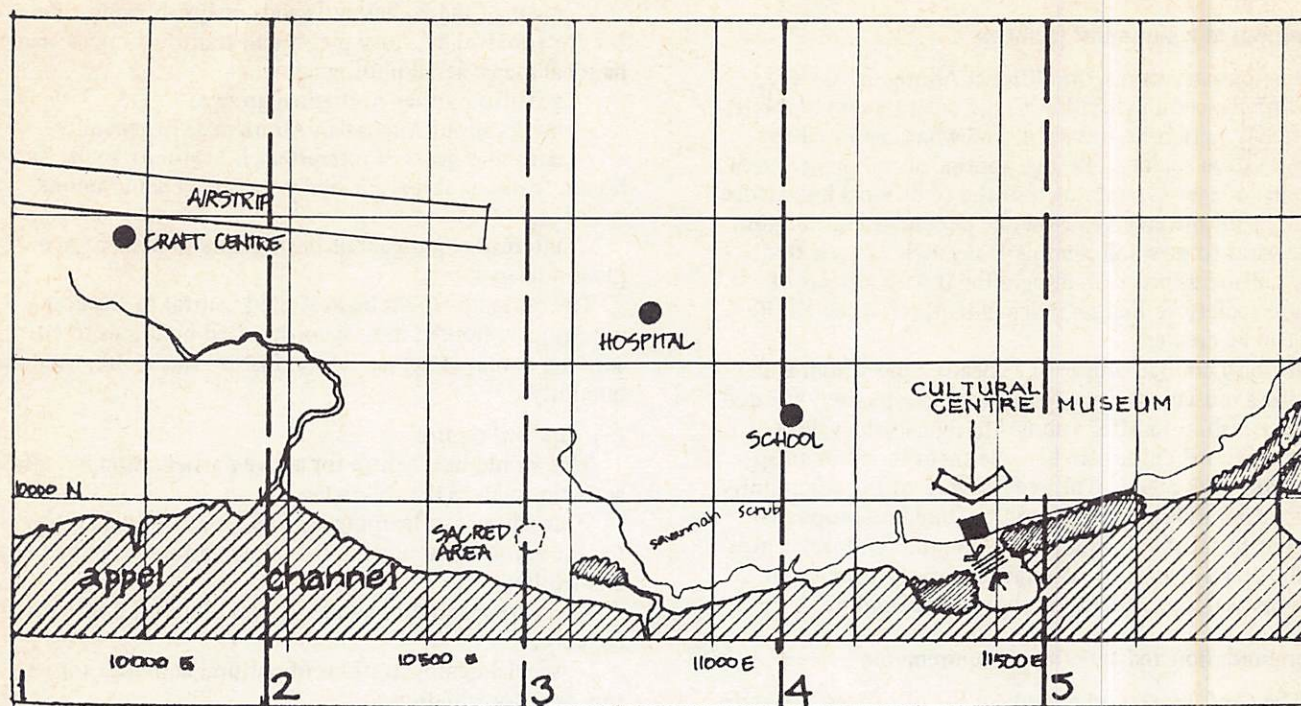 AIRSTRIP
CRAFT CENTRE
HOSPITAL
CULTURAL
CENTRE MUSEUM
SCHOOL
10000 N
savannah scrub
SACRED
AREA
appel channel
10000 E
10500 E
11000 E
11500 E
1
2
3
4
5